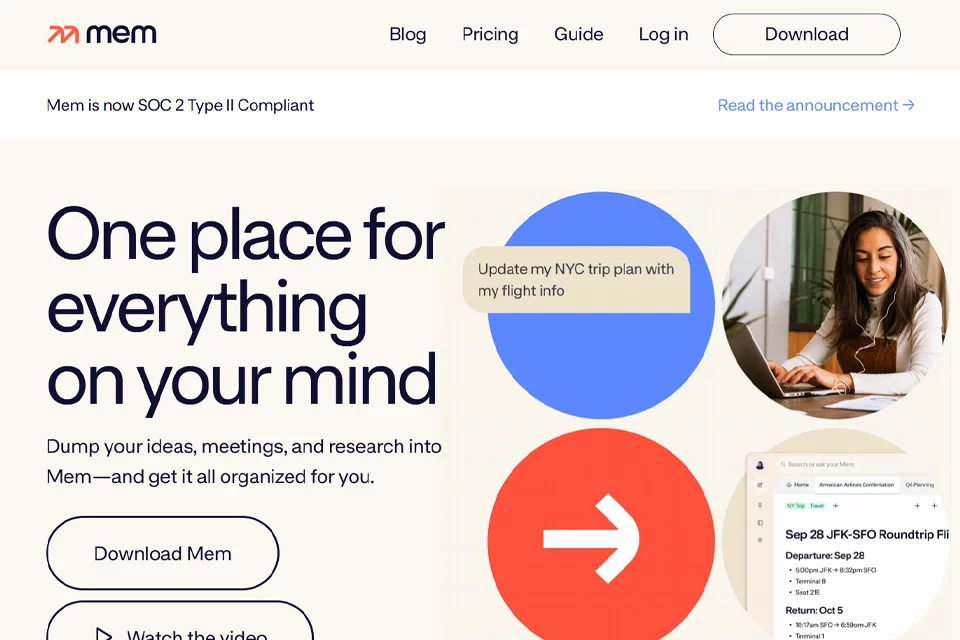 mem
Blog
Pricing
Guide
Log in
Download
Mem is now SOC 2 Type II Compliant
Read the announcement →
One place for
everything
on your mind
Dump your ideas, meetings, and research into
Mem—and get it all organized for you.
Download Mem
Watch the video
Update my NYC trip plan with
my flight info
Search or ask your Mem
Home
American Airlines Confirmation
Q4 Planning
NY Trip
Travel
Sep 28 JFK-SFO Roundtrip Fli
Departure: Sep 28
• 5:00pm JFK → 8:32pm SFO
• Terminal 8
• Seat 21E
Return: Oct 5
• 10:17am SFO → 6:59am JFK
• Terminal 1